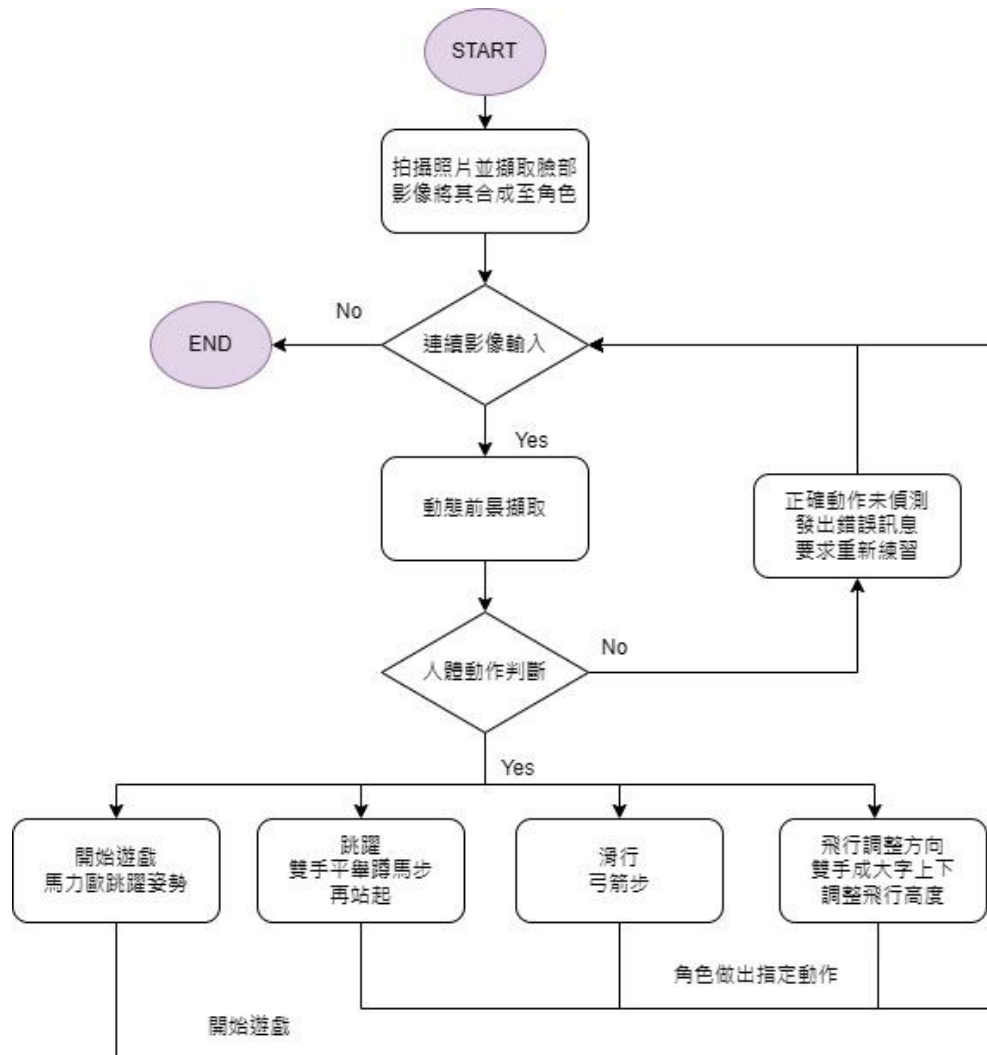 START
拍攝照片並擷取臉部
影像將其合成至角色
No
END
連續影像輸入
Yes
動態前景擷取
正確動作未偵測
發出錯誤訊息
要求重新練習
人體動作判斷
No
Yes
開始遊戲
馬力歐跳躍姿勢
跳躍
雙手平舉蹲馬步
再站起
滑行
弓箭步
飛行調整方向
雙手成大字上下
調整飛行高度
角色做出指定動作
開始遊戲